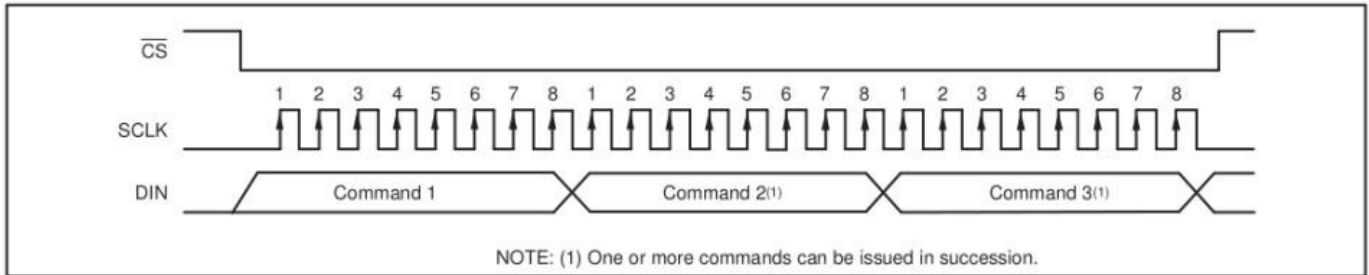 CS
1 2 3 4 5 6 7 8 1 2 3 4 5 6 7 8 1 2 3 4 5 6 7 8
SCLK
DIN Command 1 Command 2(1) Command 3(1)
NOTE: (1) One or more commands can be issued in succession.